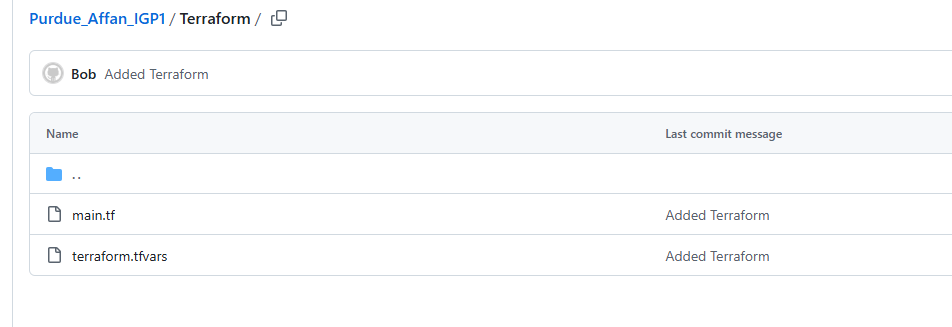 Purdue_Affan_IGP1 / Terraform /
Bob Added Terraform
Name Last commit message
..
main.tf Added Terraform
terraform.tfvars Added Terraform